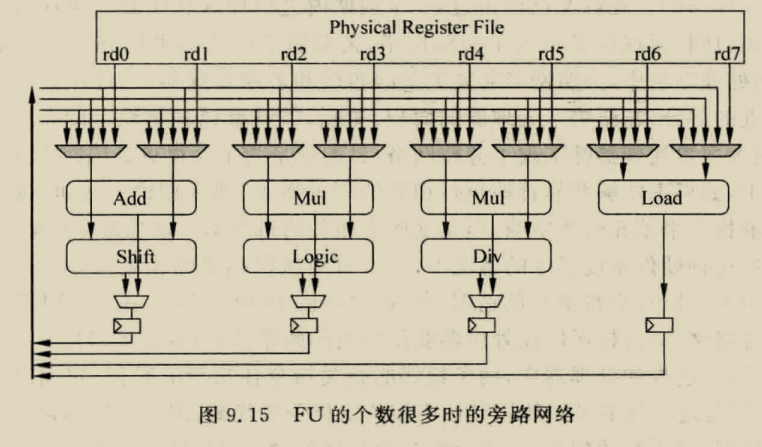 Physical Register File
rd0 rd1 rd2 rd3 rd4 rd5 rd6 rd7
Add Mul Mul Load
Shift Logic Div
图 9.15 FU 的个数很多时的旁路网络